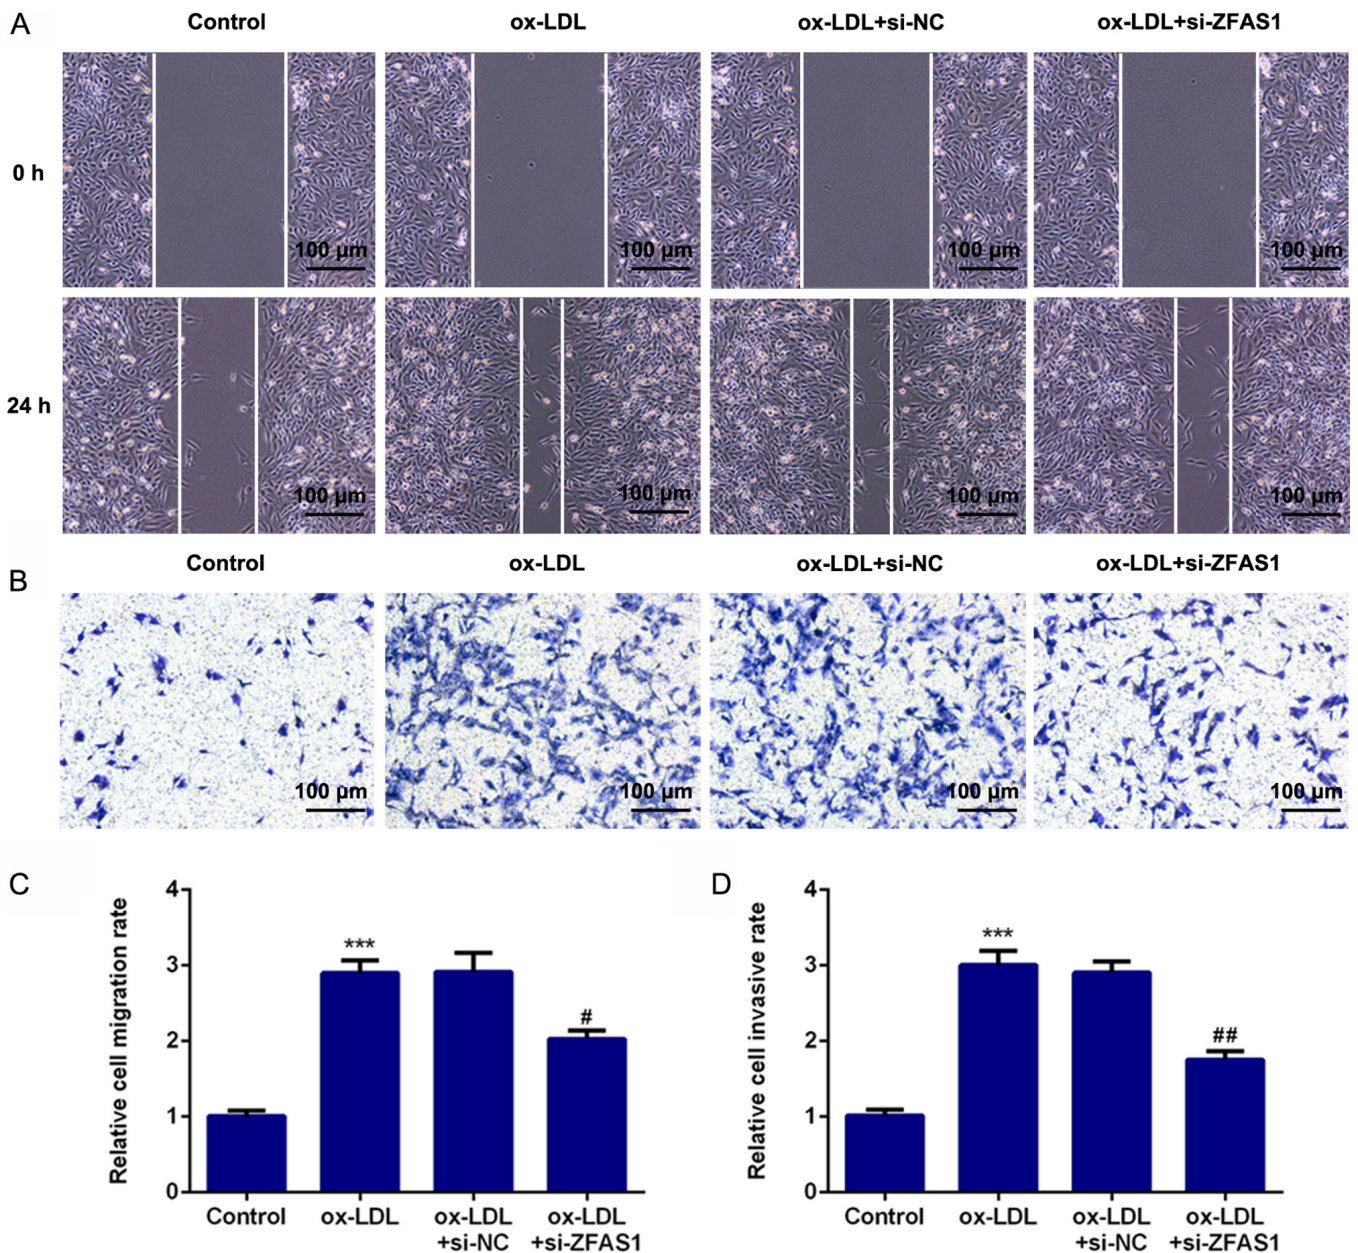 A
Control
ox-LDL
ox-LDL+si-NC
ox-LDL+si-ZFAS1
0 h
100 µm
100 µm
100 µm
100 µm
24 h
100 µm
100 µm
100 µm
100 µm
B
Control
ox-LDL
ox-LDL+si-NC
ox-LDL+si-ZFAS1
100 µm
100 µm
100 µm
100 µm
C
Relative cell migration rate
4
3
2
1
0
***
#
Control
ox-LDL
ox-LDL
+si-NC
ox-LDL
+si-ZFAS1
D
Relative cell invasive rate
4
3
2
1
0
***
##
Control
ox-LDL
ox-LDL
+si-NC
ox-LDL
+si-ZFAS1